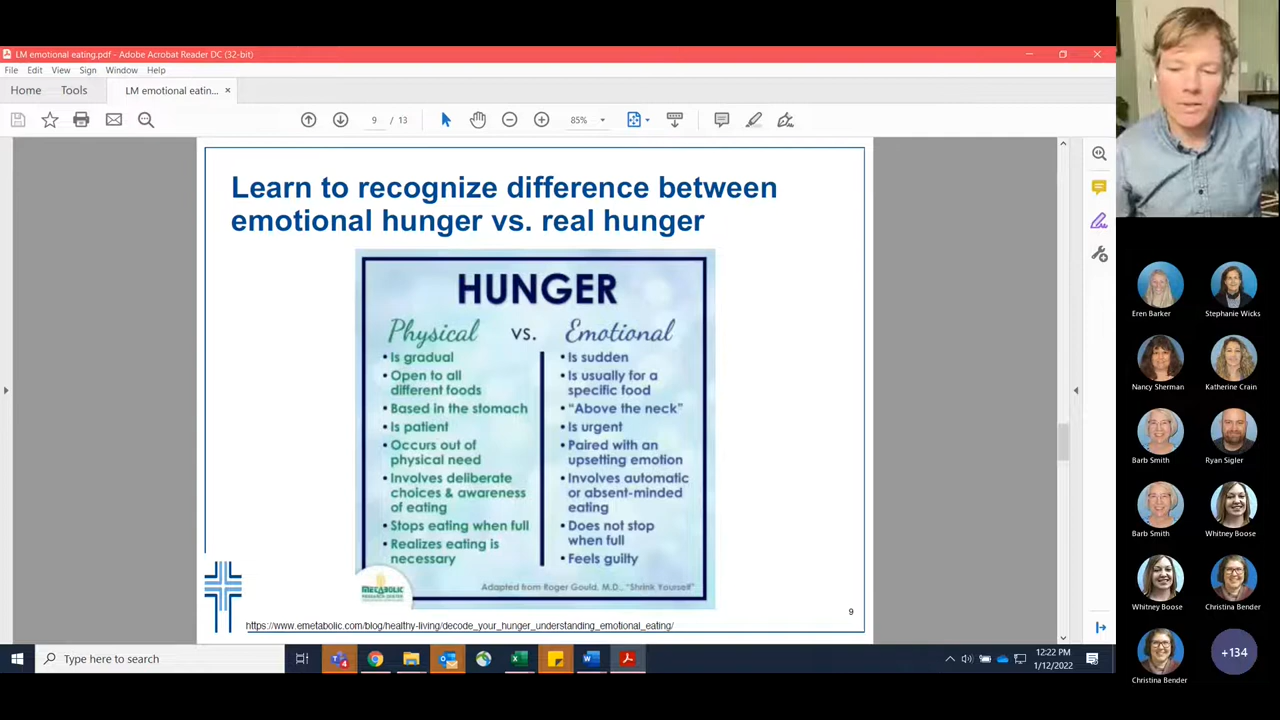 LM emotional eating.pdf - Adobe Acrobat Reader DC (32-bit)
File Edit View Sign Window Help
Home Tools LM emotional eatin... ×
9 / 13 85%
Learn to recognize difference between
emotional hunger vs. real hunger
HUNGER
Physical vs. Emotional
• Is gradual
• Open to all
different foods
• Based in the stomach
• Is patient
• Occurs out of
physical need
• Involves deliberate
choices & awareness
of eating
• Stops eating when full
• Realizes eating is
necessary
• Is sudden
• Is usually for a
specific food
• "Above the neck"
• Is urgent
• Paired with an
upsetting emotion
• Involves automatic
or absent-minded
eating
• Does not stop
when full
• Feels guilty
METABOLIC
RESEARCH CENTER
Adapted from Roger Gould, M.D., "Shrink Yourself"
9
https://www.emetabolic.com/blog/healthy-living/decode_your_hunger_understanding_emotional_eating/
Type here to search
12:22 PM
1/12/2022
Eren Barker
Stephanie Wicks
Nancy Sherman
Katherine Crain
Barb Smith
Ryan Sigler
Barb Smith
Whitney Boose
Whitney Boose
Christina Bender
Christina Bender
+134